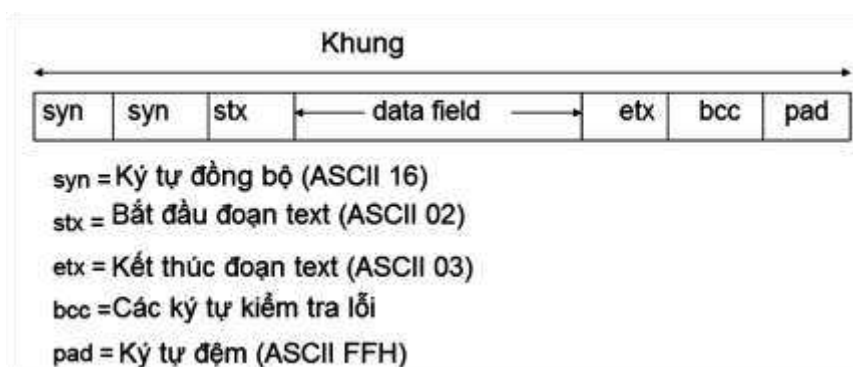 Khung
syn syn stx data field etx bcc pad
syn = Ký tự đồng bộ (ASCII 16)
stx = Bắt đầu đoạn text (ASCII 02)
etx = Kết thúc đoạn text (ASCII 03)
bcc = Các ký tự kiểm tra lỗi
pad = Ký tự đệm (ASCII FFH)